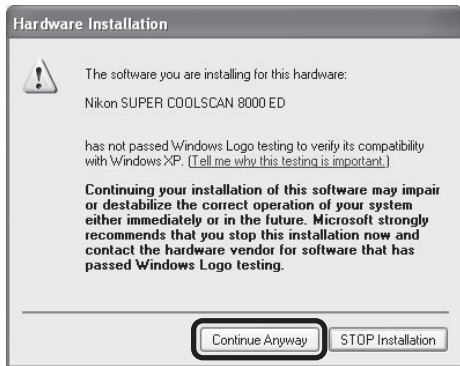 Hardware Installation
The software you are installing for this hardware:
Nikon SUPER COOLSCAN 8000 ED
has not passed Windows Logo testing to verify its compatibility
with Windows XP. (Tell me why this testing is important.)
Continuing your installation of this software may impair
or destabilize the correct operation of your system
either immediately or in the future. Microsoft strongly
recommends that you stop this installation now and
contact the hardware vendor for software that has
passed Windows Logo testing.
Continue Anyway
STOP Installation